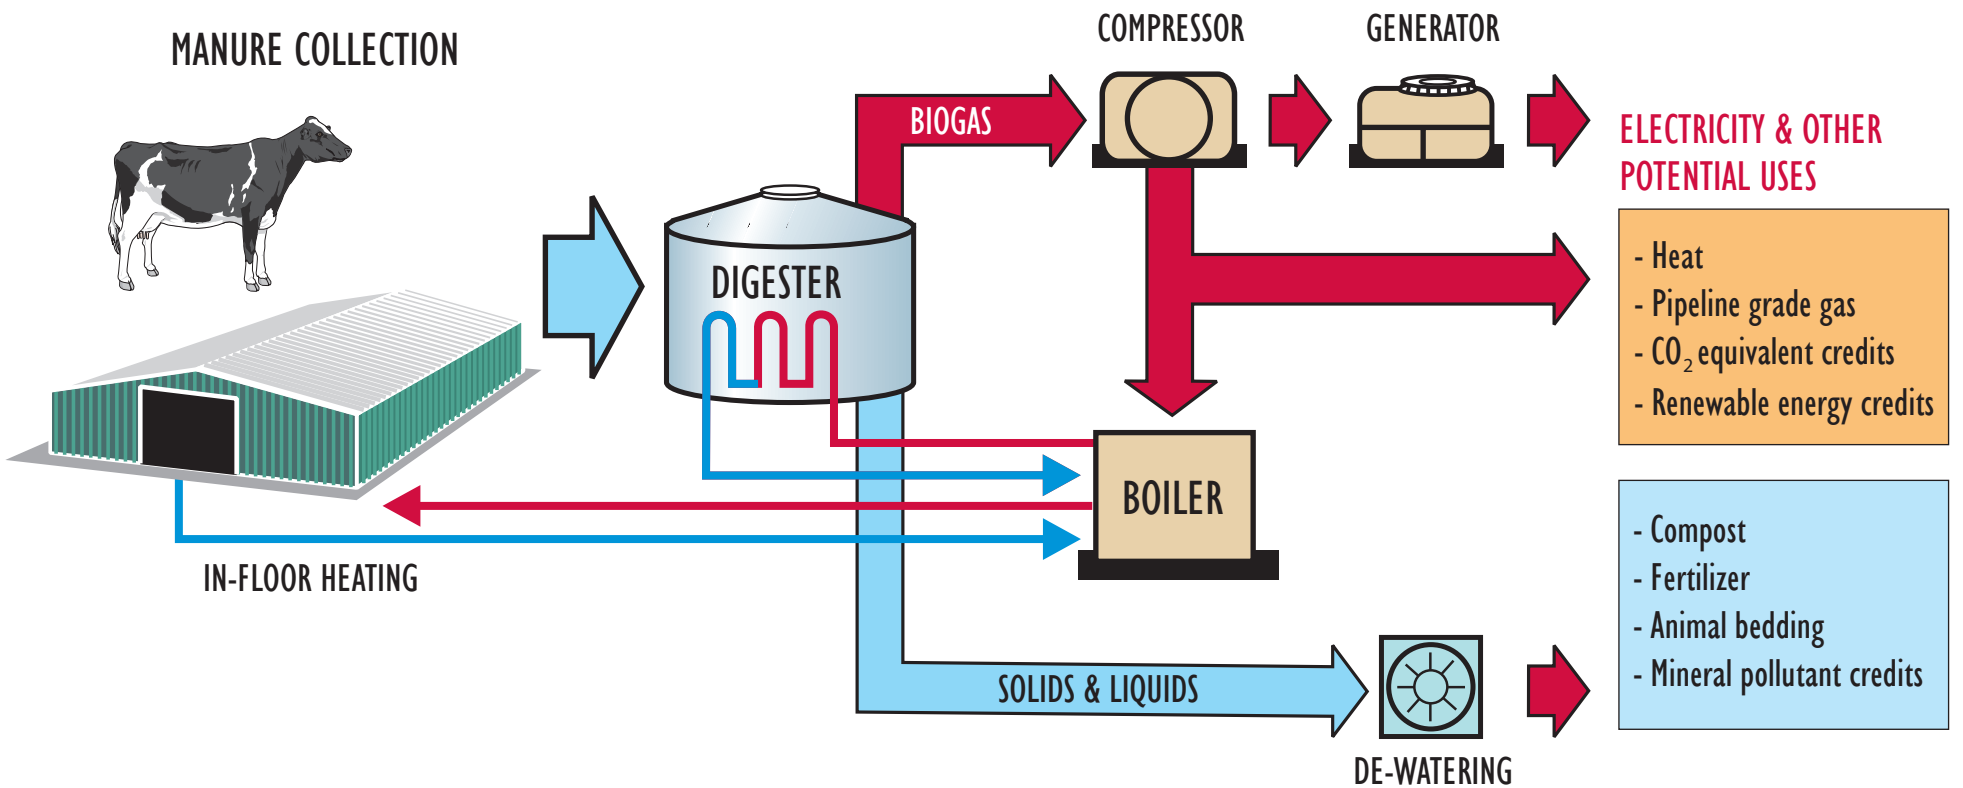 MANURE COLLECTION
COMPRESSOR
GENERATOR
BIOGAS
ELECTRICITY & OTHER
POTENTIAL USES
DIGESTER
- Heat
- Pipeline grade gas
- CO₂ equivalent credits
- Renewable energy credits
BOILER
IN-FLOOR HEATING
- Compost
- Fertilizer
- Animal bedding
- Mineral pollutant credits
SOLIDS & LIQUIDS
DE-WATERING